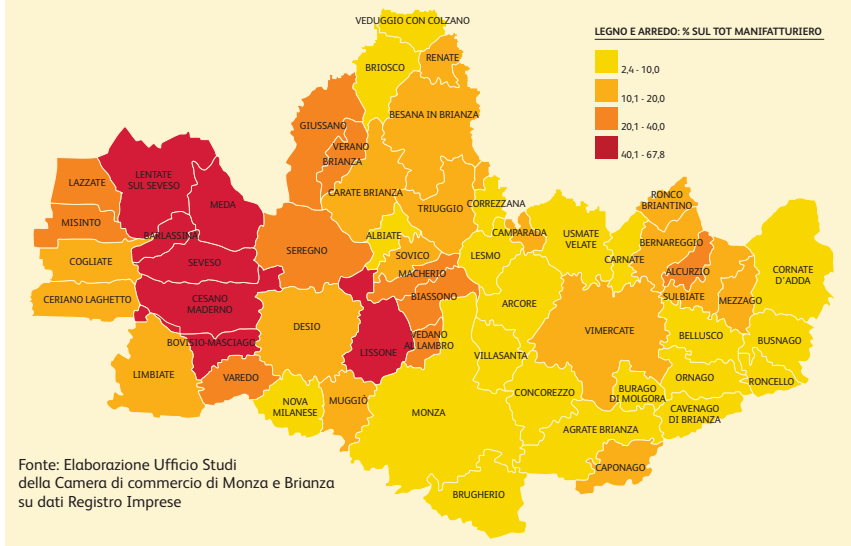 VEDUGGIO CON COLZANO
LEGNO E ARREDO: % SUL TOT MANIFATTURIERO
2,4 - 10,0
10,1 - 20,0
20,1 - 40,0
40,1 - 67,8
RENATE
BRIOSCO
BESANA IN BRIANZA
GIUSSANO
VERANO
BRIANZA
CARATE BRIANZA
LENTATE
SUL SEVESO
LAZZATE
MEDA
MISINTO
BARLASSINA
COGLIATE
SEVESO
CERIANO LAGHETTO
CESANO
MADERNO
BOVISIO-MASCIAGO
LIMBIATE
VAREDO
SEREGNO
DESIO
NOVA
MILANESE
MUGGIÒ
LISSONE
TRIUGGIO
CORREZZANA
ALBIATE
SOVICO
MACHERIO
BIASSONO
VEDANO
AL LAMBRO
LESMO
CAMPARADA
USMATE
VELATE
CARNATE
RONCO
BRIANTINO
BERNAREGGIO
ALCURZIO
SULBIATE
MEZZAGO
CORNATE
D'ADDA
ARCORE
VIMERCATE
BELLUSCO
BUSNAGO
VILLASANTA
ORNAGO
RONCELLO
CONCOREZZO
BURAGO
DI MOLGORA
CAVENAGO
DI BRIANZA
MONZA
AGRATE BRIANZA
CAPONAGO
BRUGHERIO
Fonte: Elaborazione Ufficio Studi
della Camera di commercio di Monza e Brianza
su dati Registro Imprese